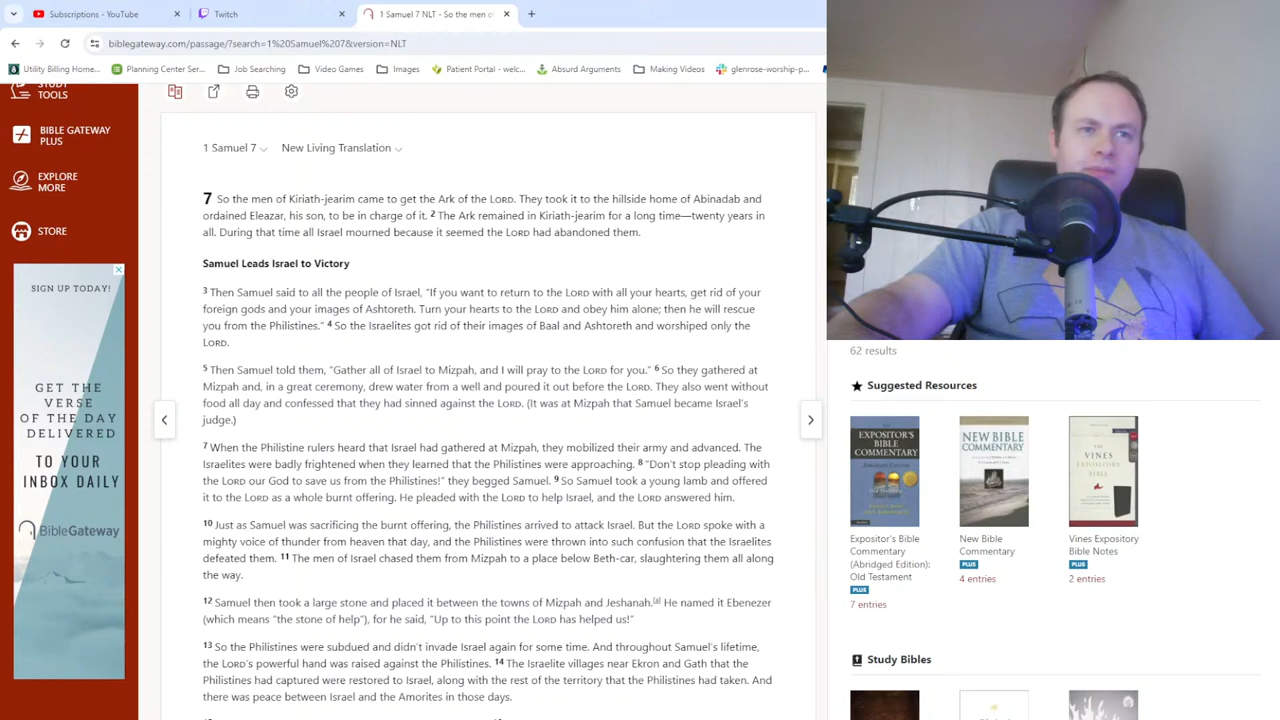 Subscriptions - YouTube
Twitch
1 Samuel 7 NLT - So the men of
biblegateway.com/passage/?search=1%20Samuel%207&version=NLT
Utility Billing Home...
Planning Center Ser...
Job Searching
Video Games
Images
Patient Portal - welc...
Absurd Arguments
Making Videos
glenrose-worship-p...
STUDY
TOOLS
BIBLE GATEWAY
PLUS
EXPLORE
MORE
STORE
SIGN UP TODAY!
GET THE
VERSE
OF THE DAY
DELIVERED
TO YOUR
INBOX DAILY
BibleGateway
1 Samuel 7
New Living Translation
7 So the men of Kiriath-jearim came to get the Ark of the LORD. They took it to the hillside home of Abinadab and
ordained Eleazar, his son, to be in charge of it. 2 The Ark remained in Kiriath-jearim for a long time—twenty years in
all. During that time all Israel mourned because it seemed the LORD had abandoned them.
Samuel Leads Israel to Victory
3 Then Samuel said to all the people of Israel, “If you want to return to the LORD with all your hearts, get rid of your
foreign gods and your images of Ashtoreth. Turn your hearts to the LORD and obey him alone; then he will rescue
you from the Philistines.” 4 So the Israelites got rid of their images of Baal and Ashtoreth and worshiped only the
LORD.
5 Then Samuel told them, “Gather all of Israel to Mizpah, and I will pray to the LORD for you.” 6 So they gathered at
Mizpah and, in a great ceremony, drew water from a well and poured it out before the LORD. They also went without
food all day and confessed that they had sinned against the LORD. (It was at Mizpah that Samuel became Israel’s
judge.)
When the Philistine rulers heard that Israel had gathered at Mizpah, they mobilized their army and advanced. The
Israelites were badly frightened when they learned that the Philistines were approaching. 8 “Don’t stop pleading with
the LORD our God to save us from the Philistines!” they begged Samuel. 9 So Samuel took a young lamb and offered
it to the LORD as a whole burnt offering. He pleaded with the LORD to help Israel, and the LORD answered him.
10 Just as Samuel was sacrificing the burnt offering, the Philistines arrived to attack Israel. But the LORD spoke with a
mighty voice of thunder from heaven that day, and the Philistines were thrown into such confusion that the Israelites
defeated them. 11 The men of Israel chased them from Mizpah to a place below Beth-car, slaughtering them all along
the way.
12 Samuel then took a large stone and placed it between the towns of Mizpah and Jeshanah.[a] He named it Ebenezer
(which means “the stone of help”), for he said, “Up to this point the LORD has helped us!”
13 So the Philistines were subdued and didn’t invade Israel again for some time. And throughout Samuel’s lifetime,
the LORD’s powerful hand was raised against the Philistines. 14 The Israelite villages near Ekron and Gath that the
Philistines had captured were restored to Israel, along with the rest of the territory that the Philistines had taken. And
there was peace between Israel and the Amorites in those days.
62 results
Suggested Resources
EXPOSITOR'S
BIBLE
COMMENTARY
NEW BIBLE
COMMENTARY
THE
VINES
EXPOSITORY
BIBLE
Expositor's Bible
Commentary
(Abridged Edition):
Old Testament
PLUS
7 entries
New Bible
Commentary
PLUS
4 entries
Vines Expository
Bible Notes
PLUS
2 entries
Study Bibles